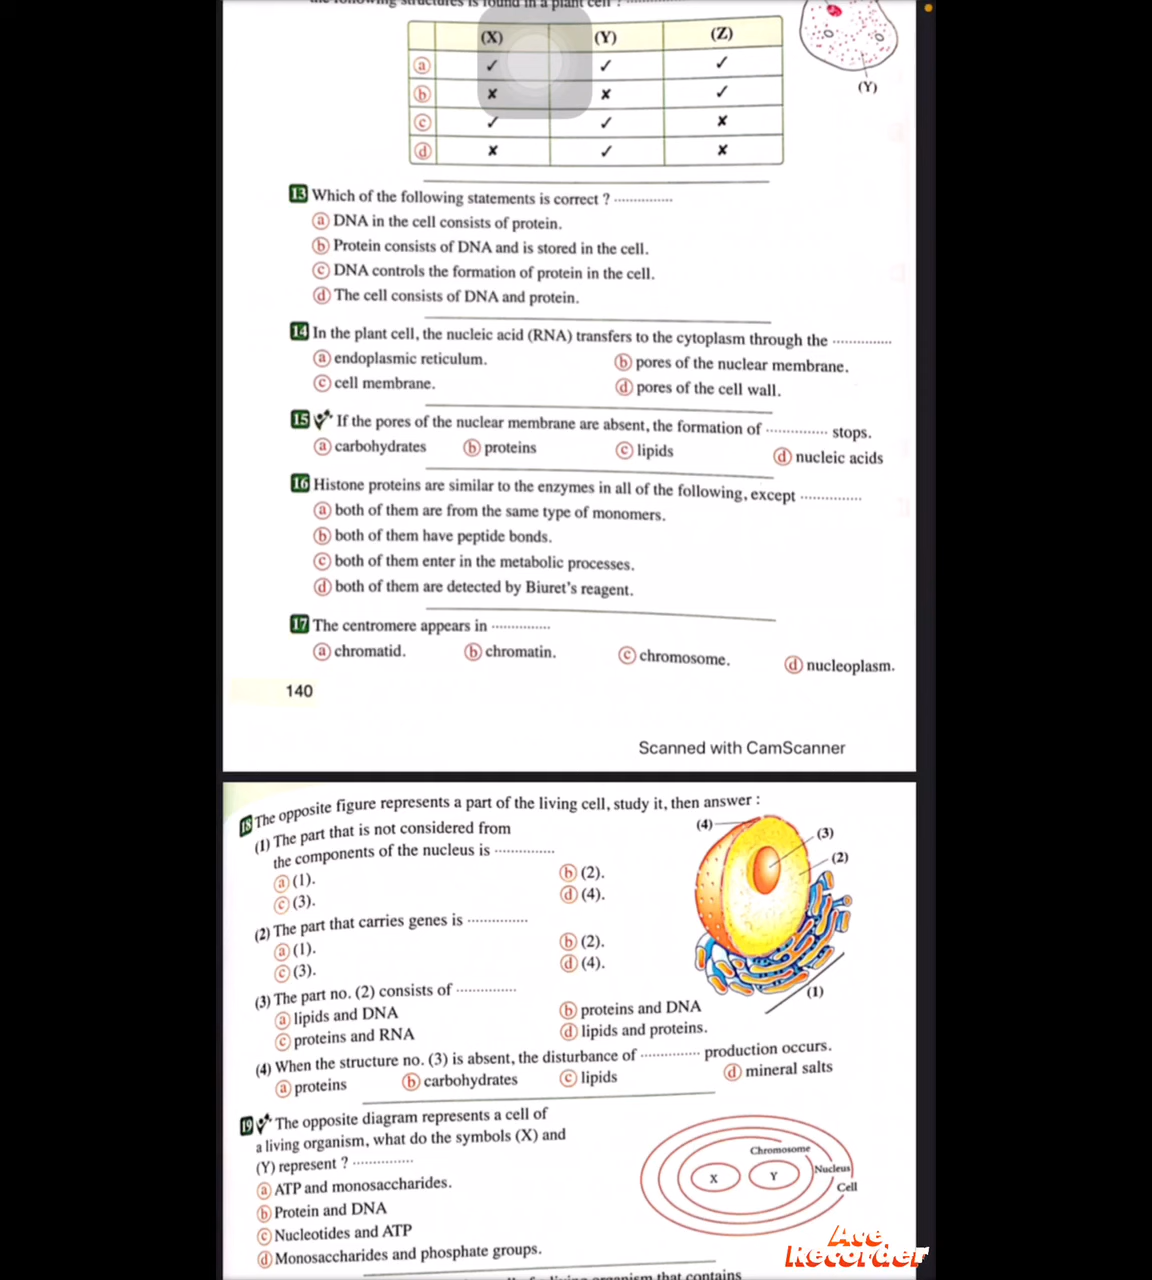 the following structures is found in a plant cell ? ...............
(X) (Y) (Z)
ⓐ ✓ ✓ ✓
ⓑ ✗ ✗ ✓
ⓒ ✓ ✓ ✗
ⓓ ✗ ✓ ✗
(Y)
13 Which of the following statements is correct ? ...............
ⓐ DNA in the cell consists of protein.
ⓑ Protein consists of DNA and is stored in the cell.
ⓒ DNA controls the formation of protein in the cell.
ⓓ The cell consists of DNA and protein.
14 In the plant cell, the nucleic acid (RNA) transfers to the cytoplasm through the ...............
ⓐ endoplasmic reticulum. ⓑ pores of the nuclear membrane.
ⓒ cell membrane. ⓓ pores of the cell wall.
15 If the pores of the nuclear membrane are absent, the formation of ............... stops.
ⓐ carbohydrates ⓑ proteins ⓒ lipids ⓓ nucleic acids
16 Histone proteins are similar to the enzymes in all of the following, except ...............
ⓐ both of them are from the same type of monomers.
ⓑ both of them have peptide bonds.
ⓒ both of them enter in the metabolic processes.
ⓓ both of them are detected by Biuret's reagent.
17 The centromere appears in ...............
ⓐ chromatid. ⓑ chromatin. ⓒ chromosome. ⓓ nucleoplasm.
140
Scanned with CamScanner
18 The opposite figure represents a part of the living cell, study it, then answer :
(1) The part that is not considered from
the components of the nucleus is ...............
ⓐ (1). ⓑ (2).
ⓒ (3). ⓓ (4).
(2) The part that carries genes is ...............
ⓐ (1). ⓑ (2).
ⓒ (3). ⓓ (4).
(3) The part no. (2) consists of ...............
ⓐ lipids and DNA ⓑ proteins and DNA
ⓒ proteins and RNA ⓓ lipids and proteins.
(4) When the structure no. (3) is absent, the disturbance of ............... production occurs.
ⓐ proteins ⓑ carbohydrates ⓒ lipids ⓓ mineral salts
(4)
(3)
(2)
(1)
19 The opposite diagram represents a cell of
a living organism, what do the symbols (X) and
(Y) represent ? ...............
ⓐ ATP and monosaccharides.
ⓑ Protein and DNA
ⓒ Nucleotides and ATP
ⓓ Monosaccharides and phosphate groups.
Chromosome
X
Y
Nucleus
Cell
Ace
Recorder
organism that contains